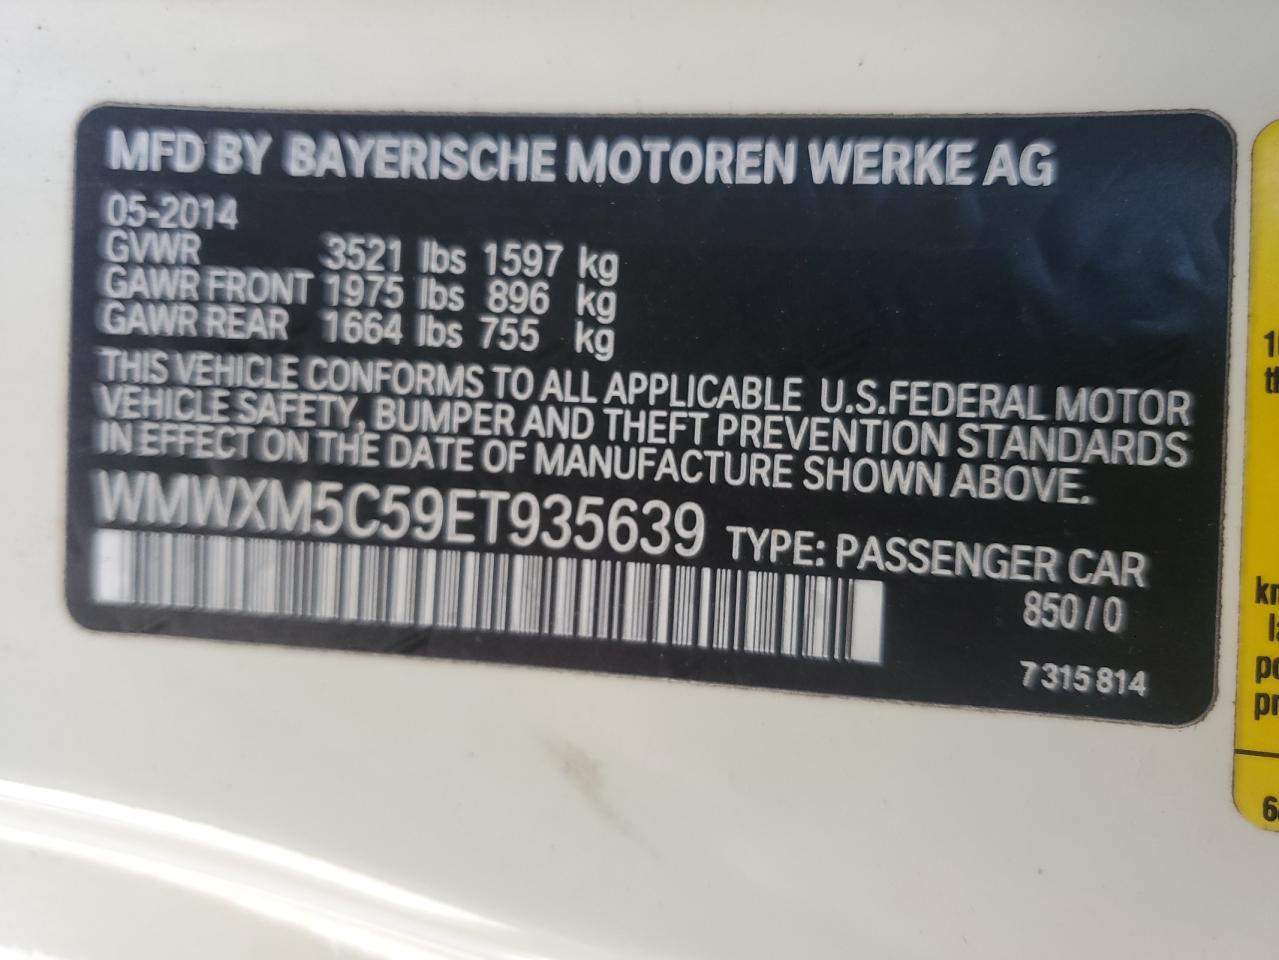 MFD BY BAYERISCHE MOTOREN WERKE AG
05-2014
GVWR 3521 lbs 1597 kg
GAWR FRONT 1975 lbs 896 kg
GAWR REAR 1664 lbs 755 kg
THIS VEHICLE CONFORMS TO ALL APPLICABLE U.S.FEDERAL MOTOR
VEHICLE SAFETY, BUMPER AND THEFT PREVENTION STANDARDS
IN EFFECT ON THE DATE OF MANUFACTURE SHOWN ABOVE.
WMWXM5C59ET935639 TYPE: PASSENGER CAR
850/0
7 315 814